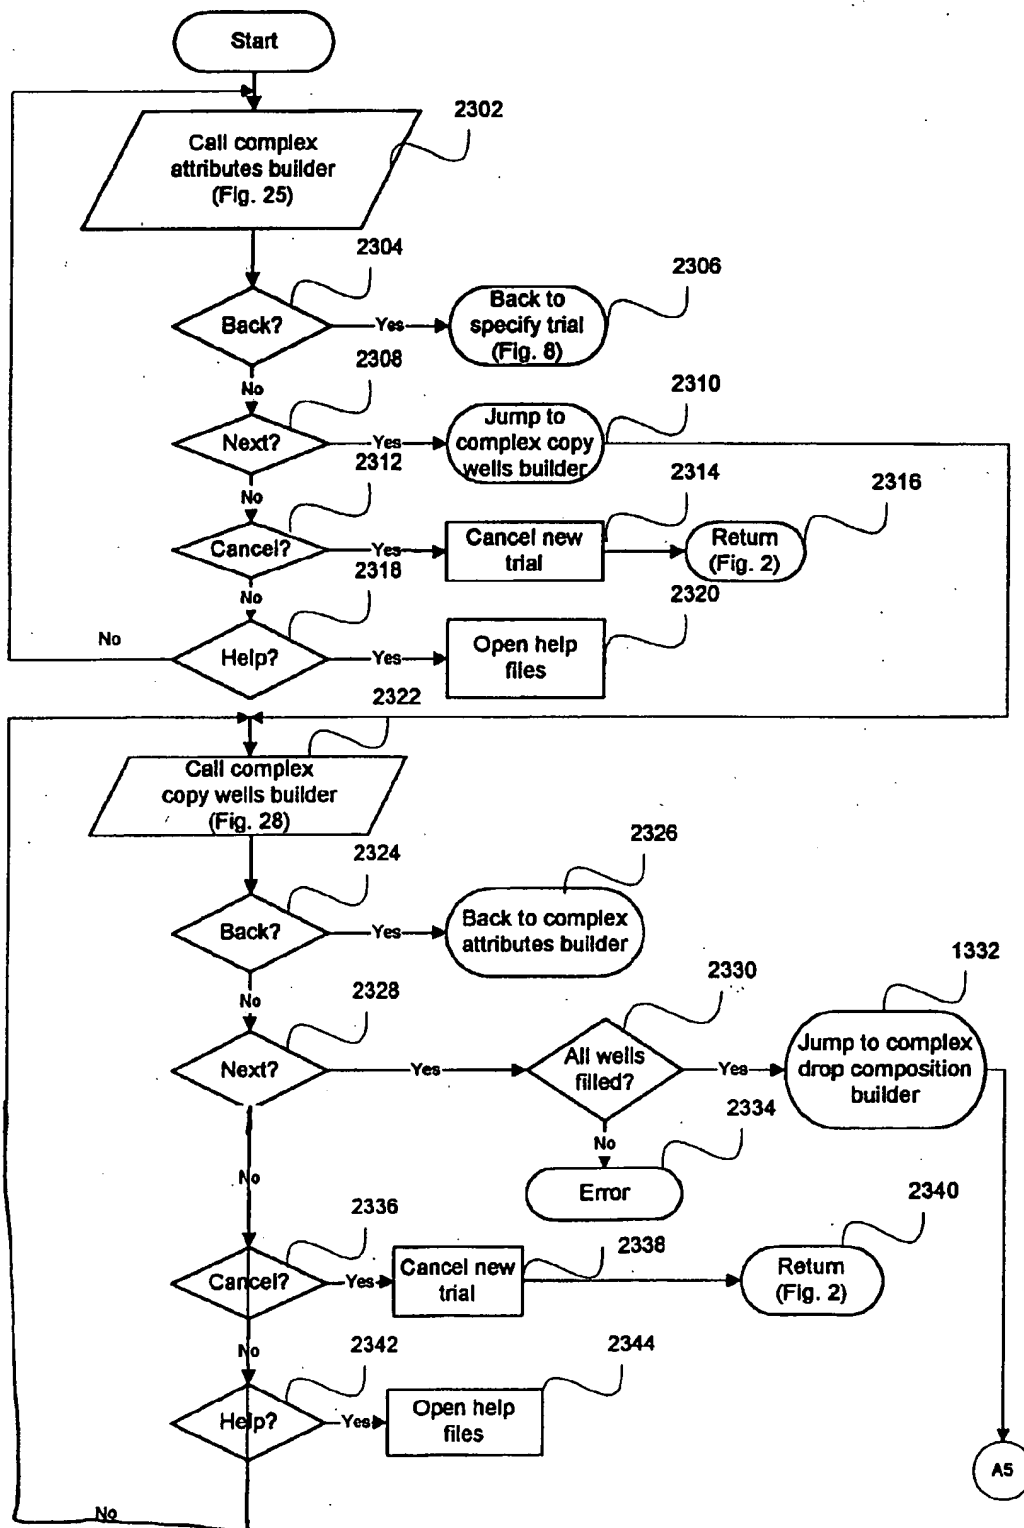 Start
2302
Call complex
attributes builder
(Fig. 25)
2304
2306
Back?
Yes
Back to
specify trial
(Fig. 8)
No
2308
2310
Next?
Yes
Jump to
complex copy
wells builder
No
2312
2314
2316
Cancel?
Yes
Cancel new
trial
Return
(Fig. 2)
No
2318
2320
No
Help?
Yes
Open help
files
2322
Call complex
copy wells builder
(Fig. 28)
2324
2326
Back?
Yes
Back to complex
attributes builder
No
2328
2330
1332
Next?
Yes
All wells
filled?
Yes
Jump to complex
drop composition
builder
No
2334
Error
No
2336
2338
2340
Cancel?
Yes
Cancel new
trial
Return
(Fig. 2)
No
2342
2344
Help?
Yes
Open help
files
A5
No